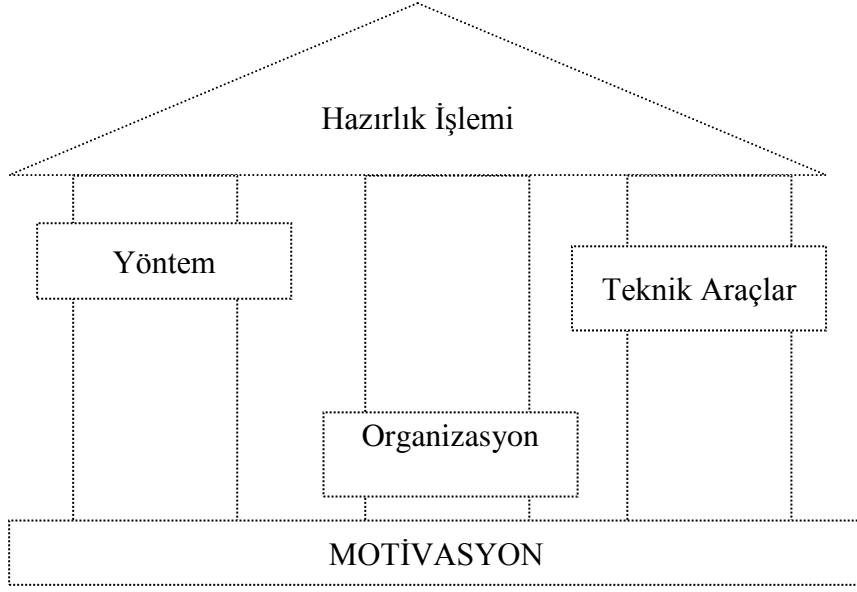 Hazırlık İşlemi
Yöntem
Teknik Araçlar
Organizasyon
MOTİVASYON